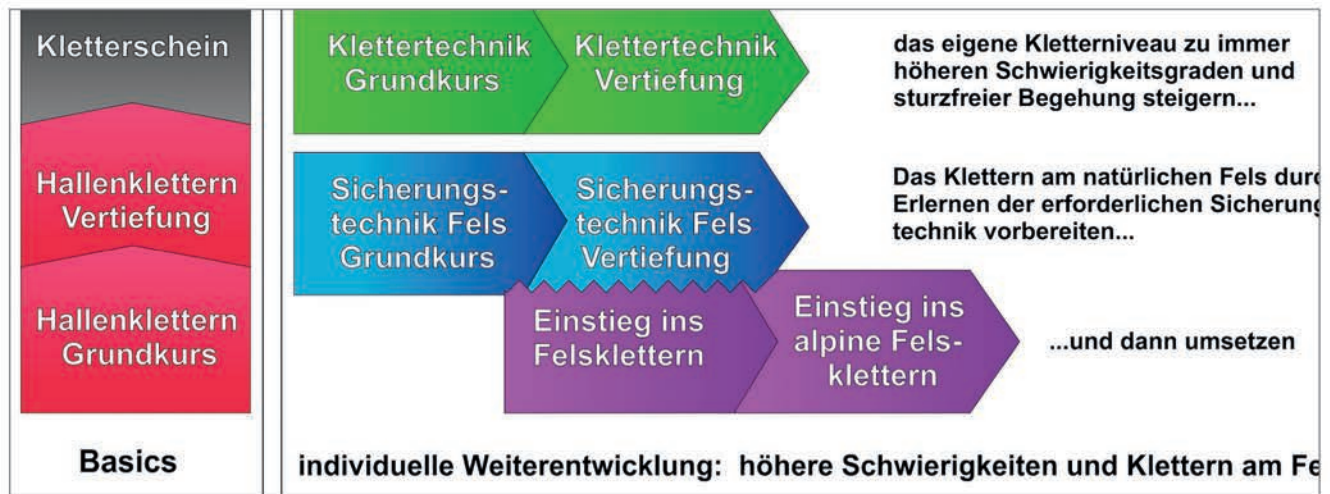 Kletterschein
Hallenklettern
Vertiefung
Hallenklettern
Grundkurs
Basics
Klettertechnik
Grundkurs
Klettertechnik
Vertiefung
das eigene Kletterniveau zu immer
höheren Schwierigkeitsgraden und
sturzfreier Begehung steigern...
Sicherungs-
technik Fels
Grundkurs
Sicherungs-
technik Fels
Vertiefung
Das Klettern am natürlichen Fels
Erlernen der erforderlichen
technik vorbereiten...
Einstieg ins
Felsklettern
Einstieg ins
alpine Fels-
klettern
...und dann umsetzen
individuelle Weiterentwicklung: höhere Schwierigkeiten und Klettern am